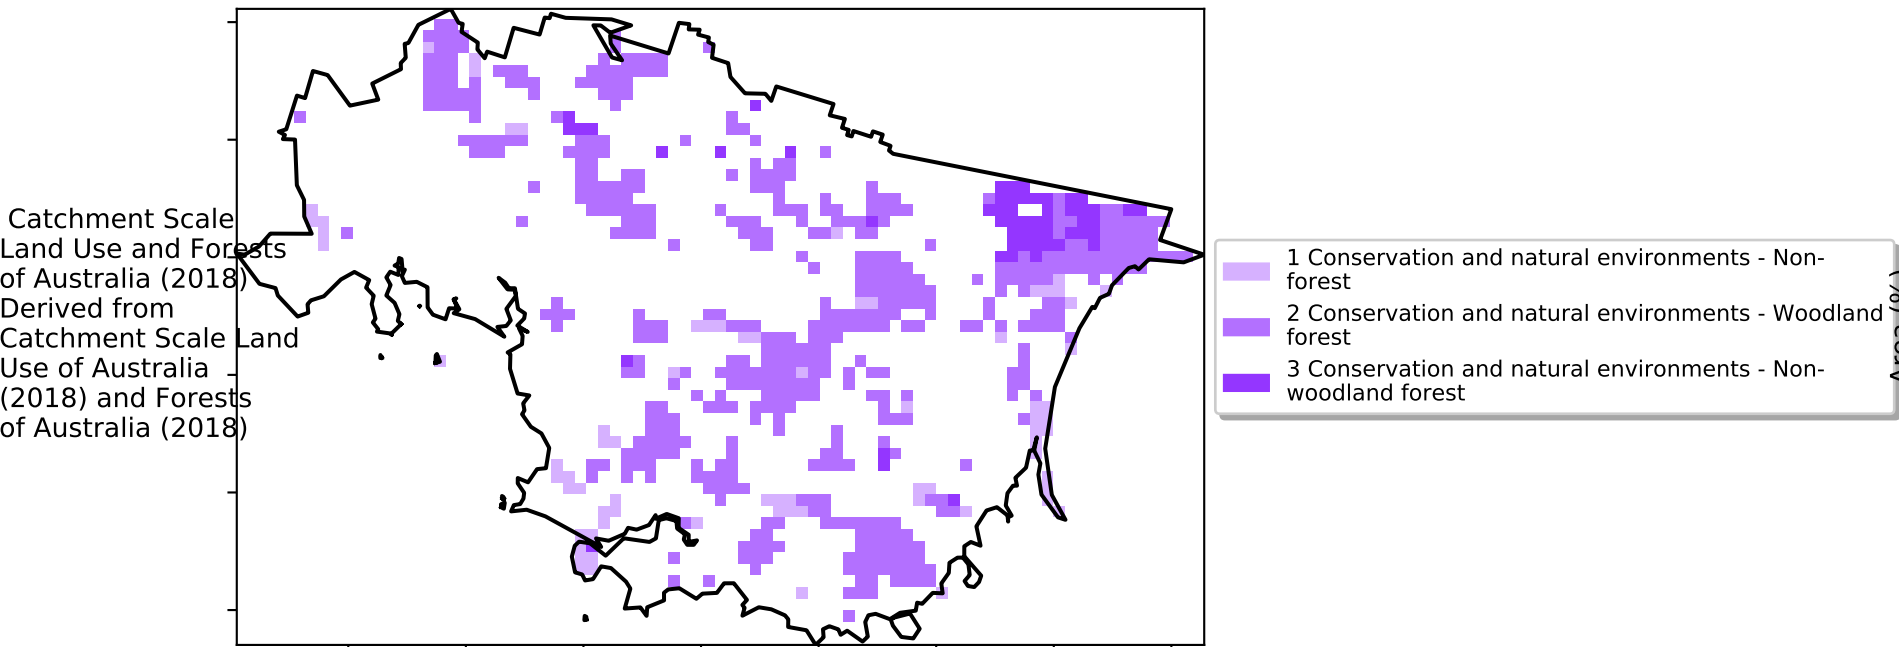 Catchment Scale
Land Use and Forests
of Australia (2018)
Derived from
Catchment Scale Land
Use of Australia
(2018) and Forests
of Australia (2018)
1 Conservation and natural environments - Non-
forest
2 Conservation and natural environments - Woodland
forest
3 Conservation and natural environments - Non-
woodland forest